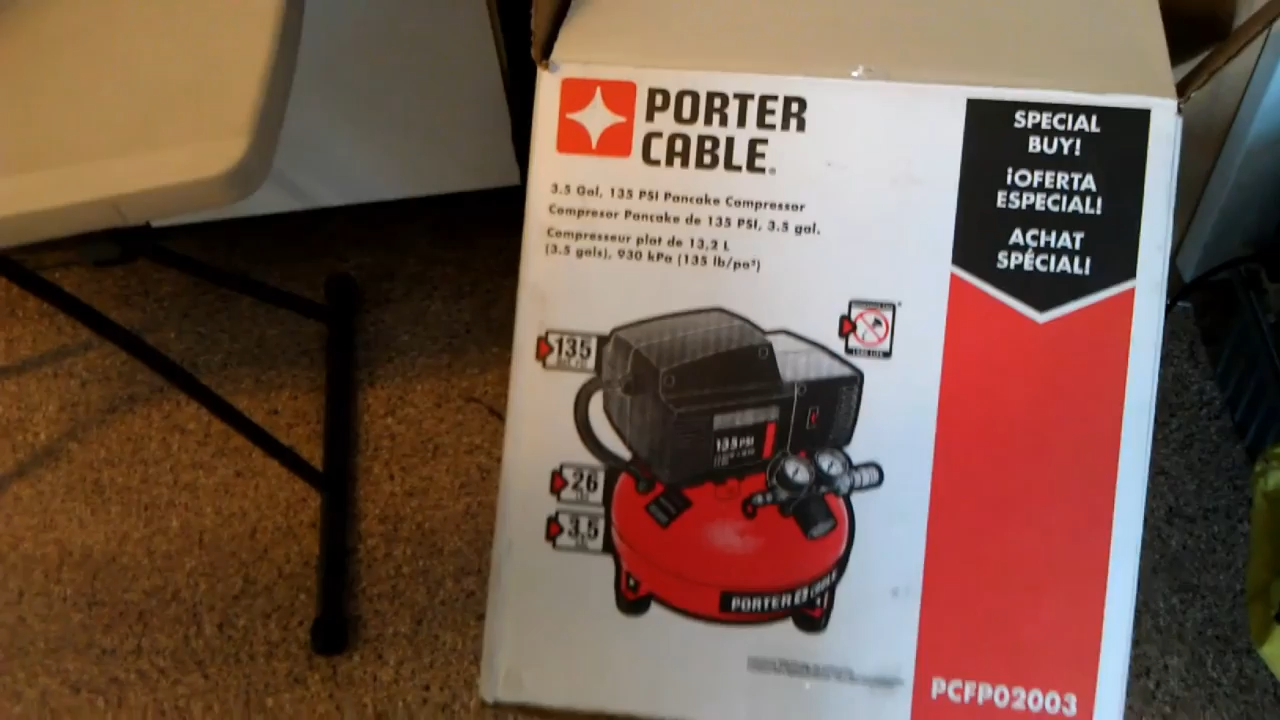 PORTER
CABLE
3.5 Gal. 135 PSI Pancake Compressor
Compresor Pancake de 135 PSI, 3.5 gal.
Compresseur plat de 13,2 L
(3.5 gals), 930 kPa (135 lb/po²)
SPECIAL
BUY!
¡OFERTA
ESPECIAL!
ACHAT
SPÉCIAL!
135
135 PSI
26
3.5
PORTER CABLE
PCFP02003